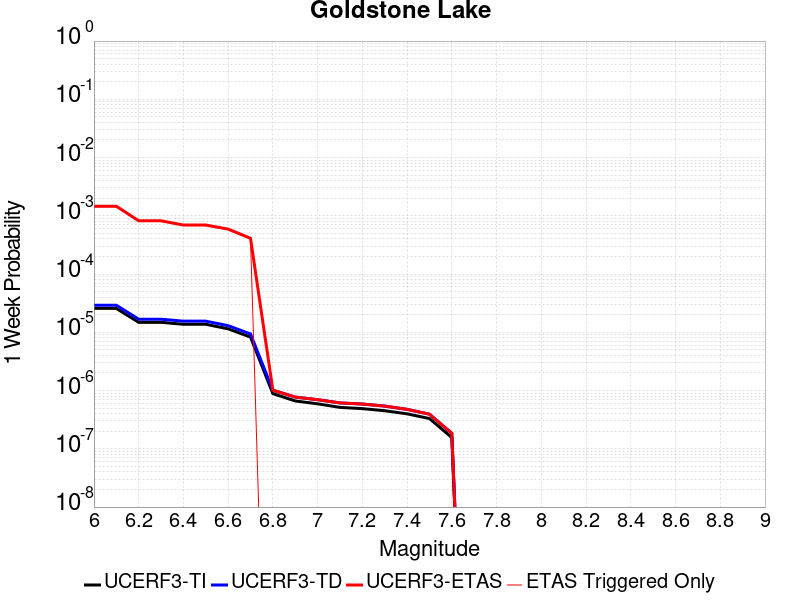 Goldstone Lake
10^0
10^-1
10^-2
10^-3
10^-4
10^-5
10^-6
10^-7
10^-8
1 Week Probability
6 6.2 6.4 6.6 6.8 7 7.2 7.4 7.6 7.8 8 8.2 8.4 8.6 8.8 9
Magnitude
UCERF3-TI UCERF3-TD UCERF3-ETAS ETAS Triggered Only